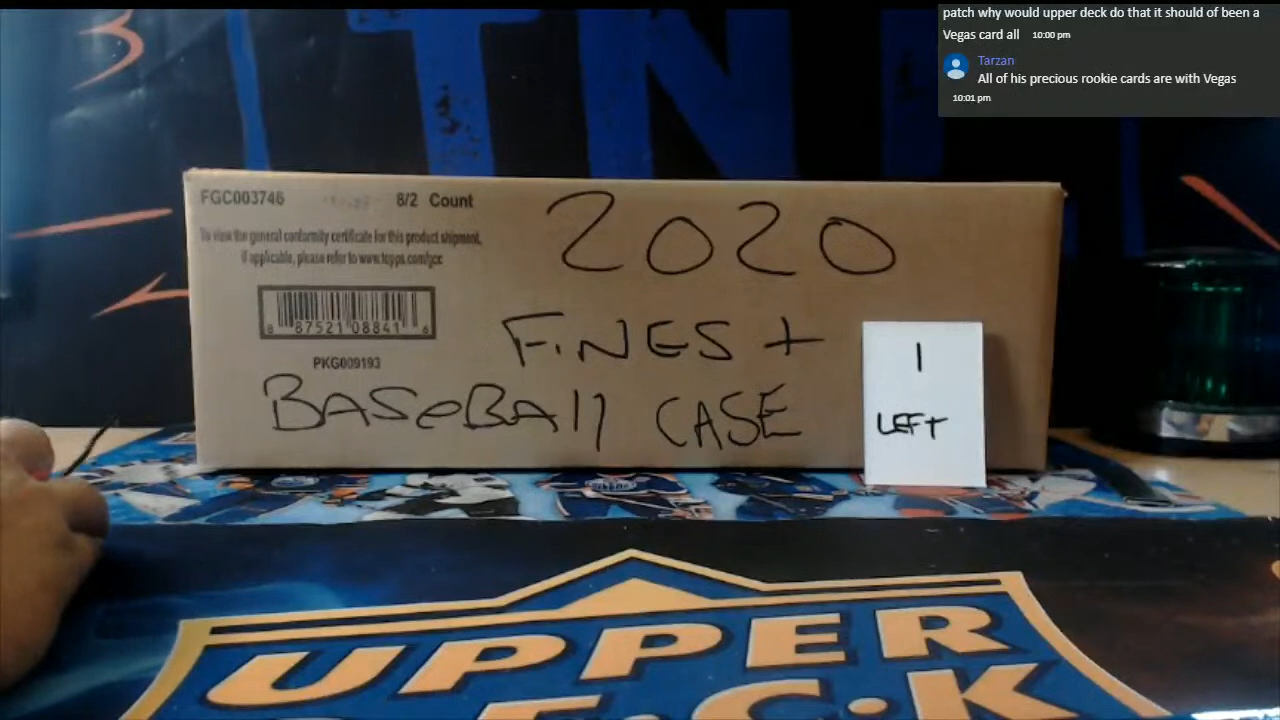 patch why would upper deck do that it should of been a
Vegas card all 10:00 pm
Tarzan
All of his precious rookie cards are with Vegas
10:01 pm
FGC003746 8/2 Count
To view the general conformity certificate for this product shipment,
if applicable, please refer to www.topps.com/gcc
8 87521 08841 6
PKG009193
2020
FiNES+
BASeBAll CASE
1
LEFT
UPPER
DECK